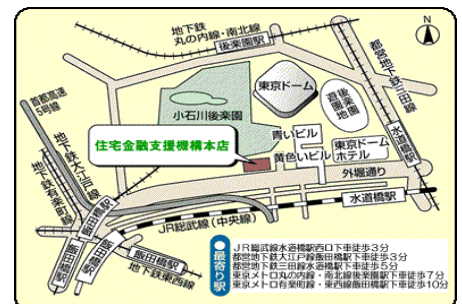 N
地下鉄
丸の内線・南北線
後楽園駅
都営地下鉄三田線
首都高速
5号線
東京ドーム
後楽園
遊園地
小石川後楽園
水道橋駅
青いビル
住宅金融支援機構本店
黄色いビル
東京ドーム
ホテル
地下鉄大江戸線
地下鉄有楽町線
外堀通り
水道橋駅
飯田橋駅
JR総武線(中央線)
飯田橋駅
飯田橋駅
地下鉄東西線
最寄り駅
JR総武線水道橋駅西口下車徒歩3分
都営地下鉄大江戸線飯田橋駅下車徒歩3分
都営地下鉄三田線水道橋駅下車徒歩5分
東京メトロ丸の内線・南北線後楽園駅下車徒歩7分
東京メトロ有楽町線・東西線飯田橋駅下車徒歩10分